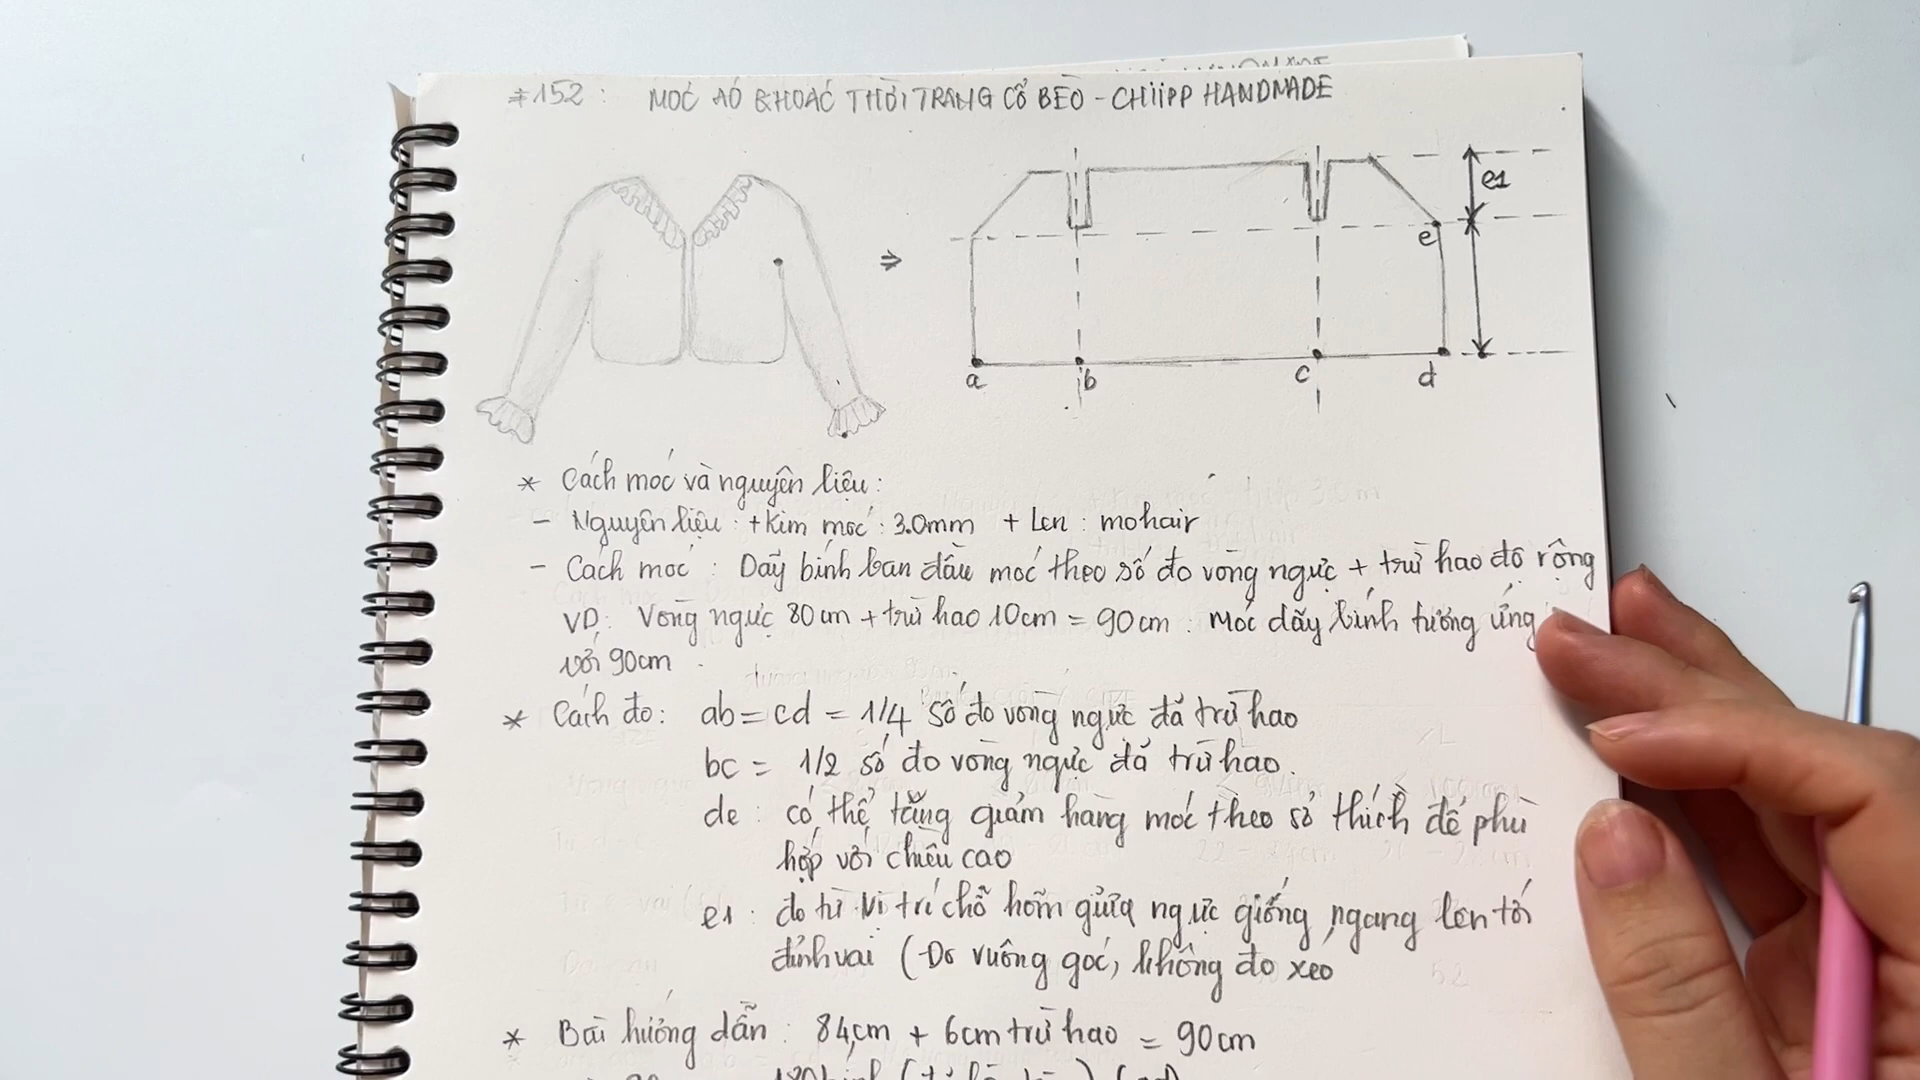 #152: MÓC ÁO KHOÁC THỜI TRANG CỔ BÈO - CHIIPP HANDMADE
e1
e
a b c d
* Cách móc và nguyên liệu:
- Nguyên liệu: + Kim móc: 3.0mm + Len: mohair
- Cách móc: Dãy bính ban đầu móc theo số đo vòng ngực + trừ hao độ rộng
VD: Vòng ngực 80cm + trừ hao 10cm = 90cm: móc dãy bính tương ứng
với 90cm
* Cách đo: ab = cd = 1/4 số đo vòng ngực đã trừ hao
bc = 1/2 số đo vòng ngực đã trừ hao.
de: có thể tăng giảm hàng móc theo sở thích để phù
hợp với chiều cao
e1: đo từ vị trí chỗ hõm giữa ngực gióng ngang lên tới
đỉnh vai (Đo vuông góc, không đo xéo
* Bài hướng dẫn: 84cm + 6cm trừ hao = 90cm